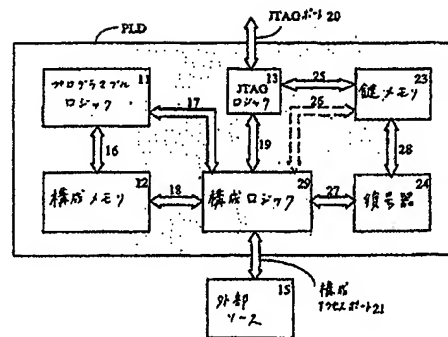 PLD
JTAGポート 20
11
プログラマブル
ロジック
13
JTAG
ロジック
23
鍵メモリ
25
26
17
16
19
28
12
構成メモリ
18
29
構成ロジック
27
24
復号器
15
外部
ソース
構成
アクセスポート21